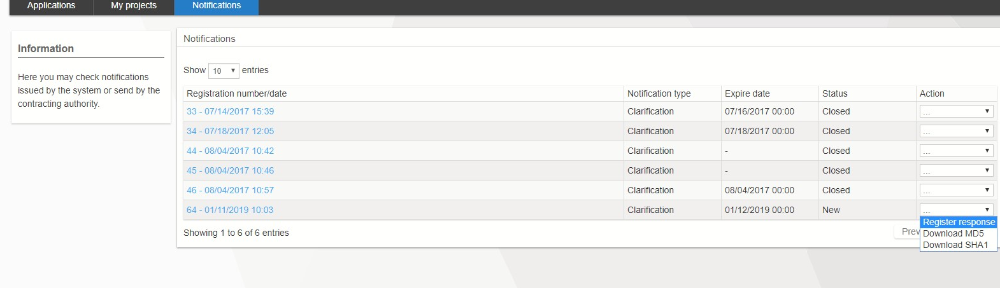 Applications My projects Notifications
Information
Here you may check notifications
issued by the system or send by the
contracting authority.
Notifications
Show 10 entries
Registration number/date Notification type Expire date Status Action
33 - 07/14/2017 15:39 Clarification 07/16/2017 00:00 Closed ...
34 - 07/18/2017 12:05 Clarification 07/18/2017 00:00 Closed ...
44 - 08/04/2017 10:42 Clarification - Closed ...
45 - 08/04/2017 10:46 Clarification - Closed ...
46 - 08/04/2017 10:57 Clarification 08/04/2017 00:00 Closed ...
64 - 01/11/2019 10:03 Clarification 01/12/2019 00:00 New ...
Register response
Download MD5
Download SHA1
Showing 1 to 6 of 6 entries Prev